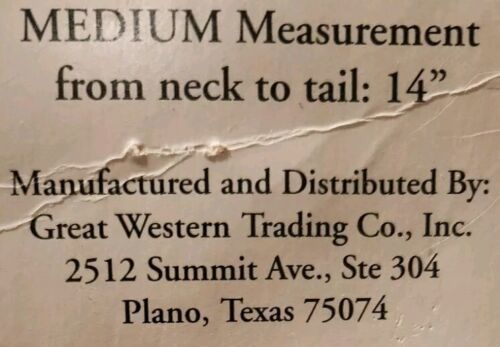 MEDIUM Measurement
from neck to tail: 14”
Manufactured and Distributed By:
Great Western Trading Co., Inc.
2512 Summit Ave., Ste 304
Plano, Texas 75074